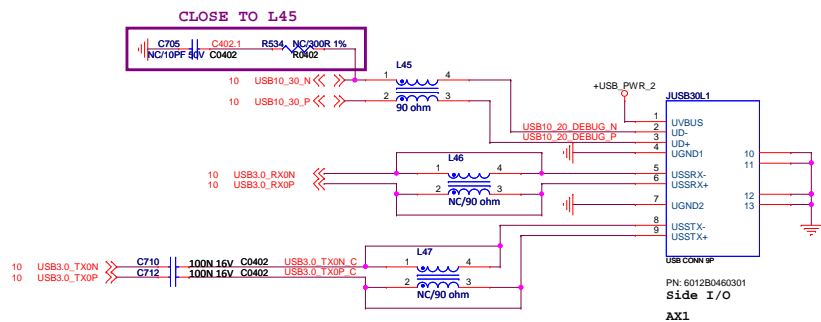 CLOSE TO L45
C705 C402.1 R534 NC/300R 1%
NC/10PF 50V C0402 R0402
L45
10 USB10_30_N 1 4
10 USB10_30_P 2 3
90 ohm
+USB_PWR_2
JUSB30L1
1 UVBUS
USB10_20_DEBUG_N 2 UD-
USB10_20_DEBUG_P 3 UD+
4 UGND1 10
11
L46
10 USB3.0_RX0N 1 4 5 USSRX-
10 USB3.0_RX0P 6 USSRX+
2 3 12
NC/90 ohm
7 UGND2 13
8 USSTX-
9 USSTX+
L47
C710 100N 16V C0402 USB3.0_TX0N_C
10 USB3.0_TX0N 1 4
10 USB3.0_TX0P C712 100N 16V C0402 USB3.0_TX0P_C
2 3
NC/90 ohm
USB CONN 9P
PN: 6012B0460301
Side I/O
AX1